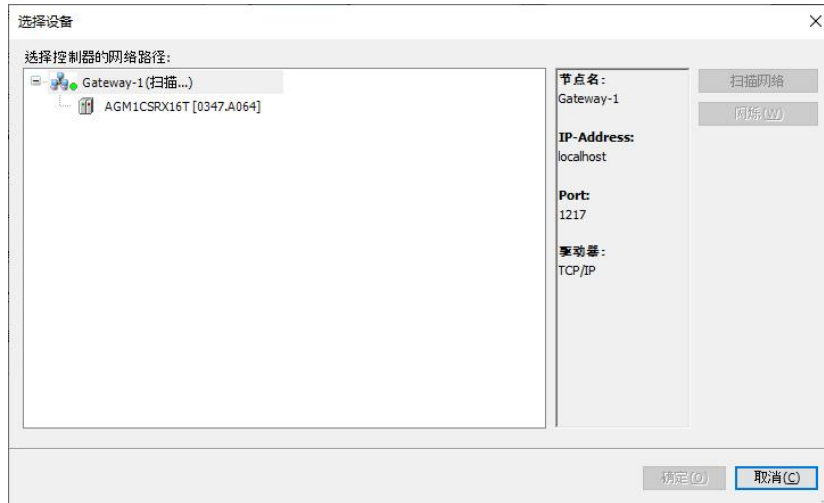 选择设备
选择控制器的网络路径:
Gateway-1(扫描...)
AGM1CSRX16T [0347.A064]
节点名:
Gateway-1
IP-Address:
localhost
Port:
1217
驱动器:
TCP/IP
扫描网络
闪烁(W)
确定(O)
取消(C)